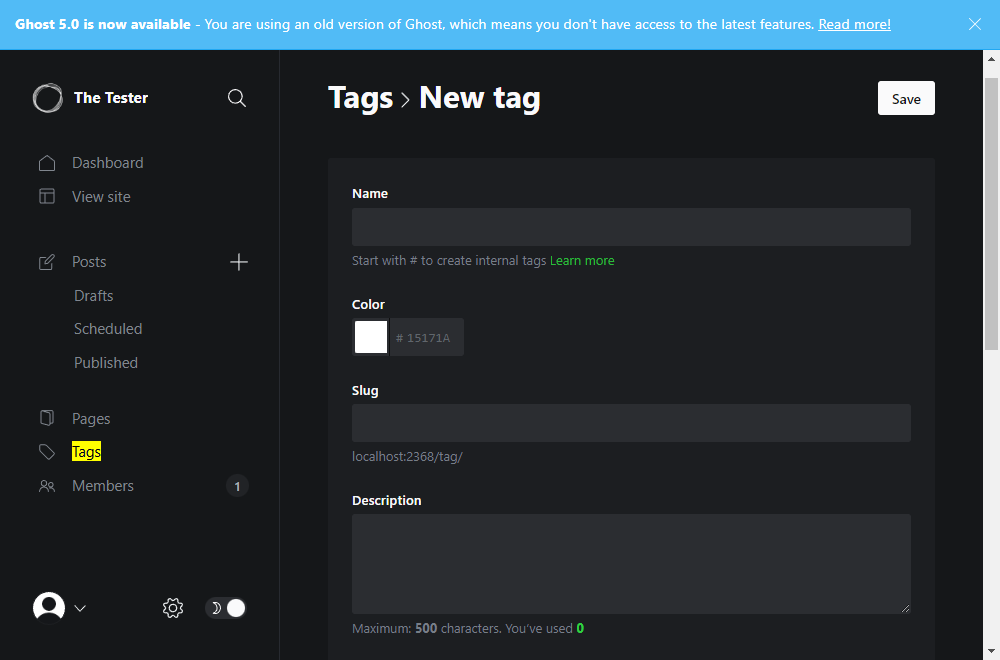 Ghost 5.0 is now available - You are using an old version of Ghost, which means you don't have access to the latest features. Read more!
The Tester
Tags › New tag
Save
Dashboard
View site
Posts
Drafts
Scheduled
Published
Pages
Tags
Members 1
Name
Start with # to create internal tags Learn more
Color
# 15171A
Slug
localhost:2368/tag/
Description
Maximum: 500 characters. You've used 0